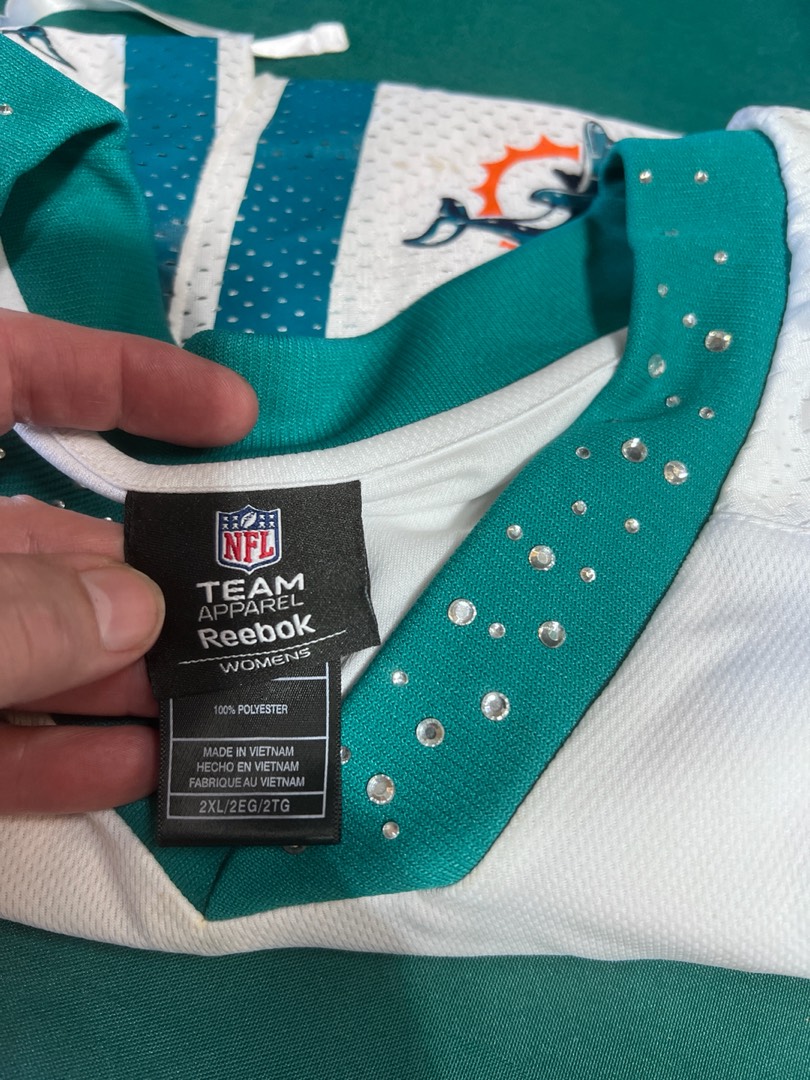 NFL
TEAM
APPAREL
Reebok
WOMENS
100% POLYESTER
MADE IN VIETNAM
HECHO EN VIETNAM
FABRIQUE AU VIETNAM
2XL/2EG/2TG